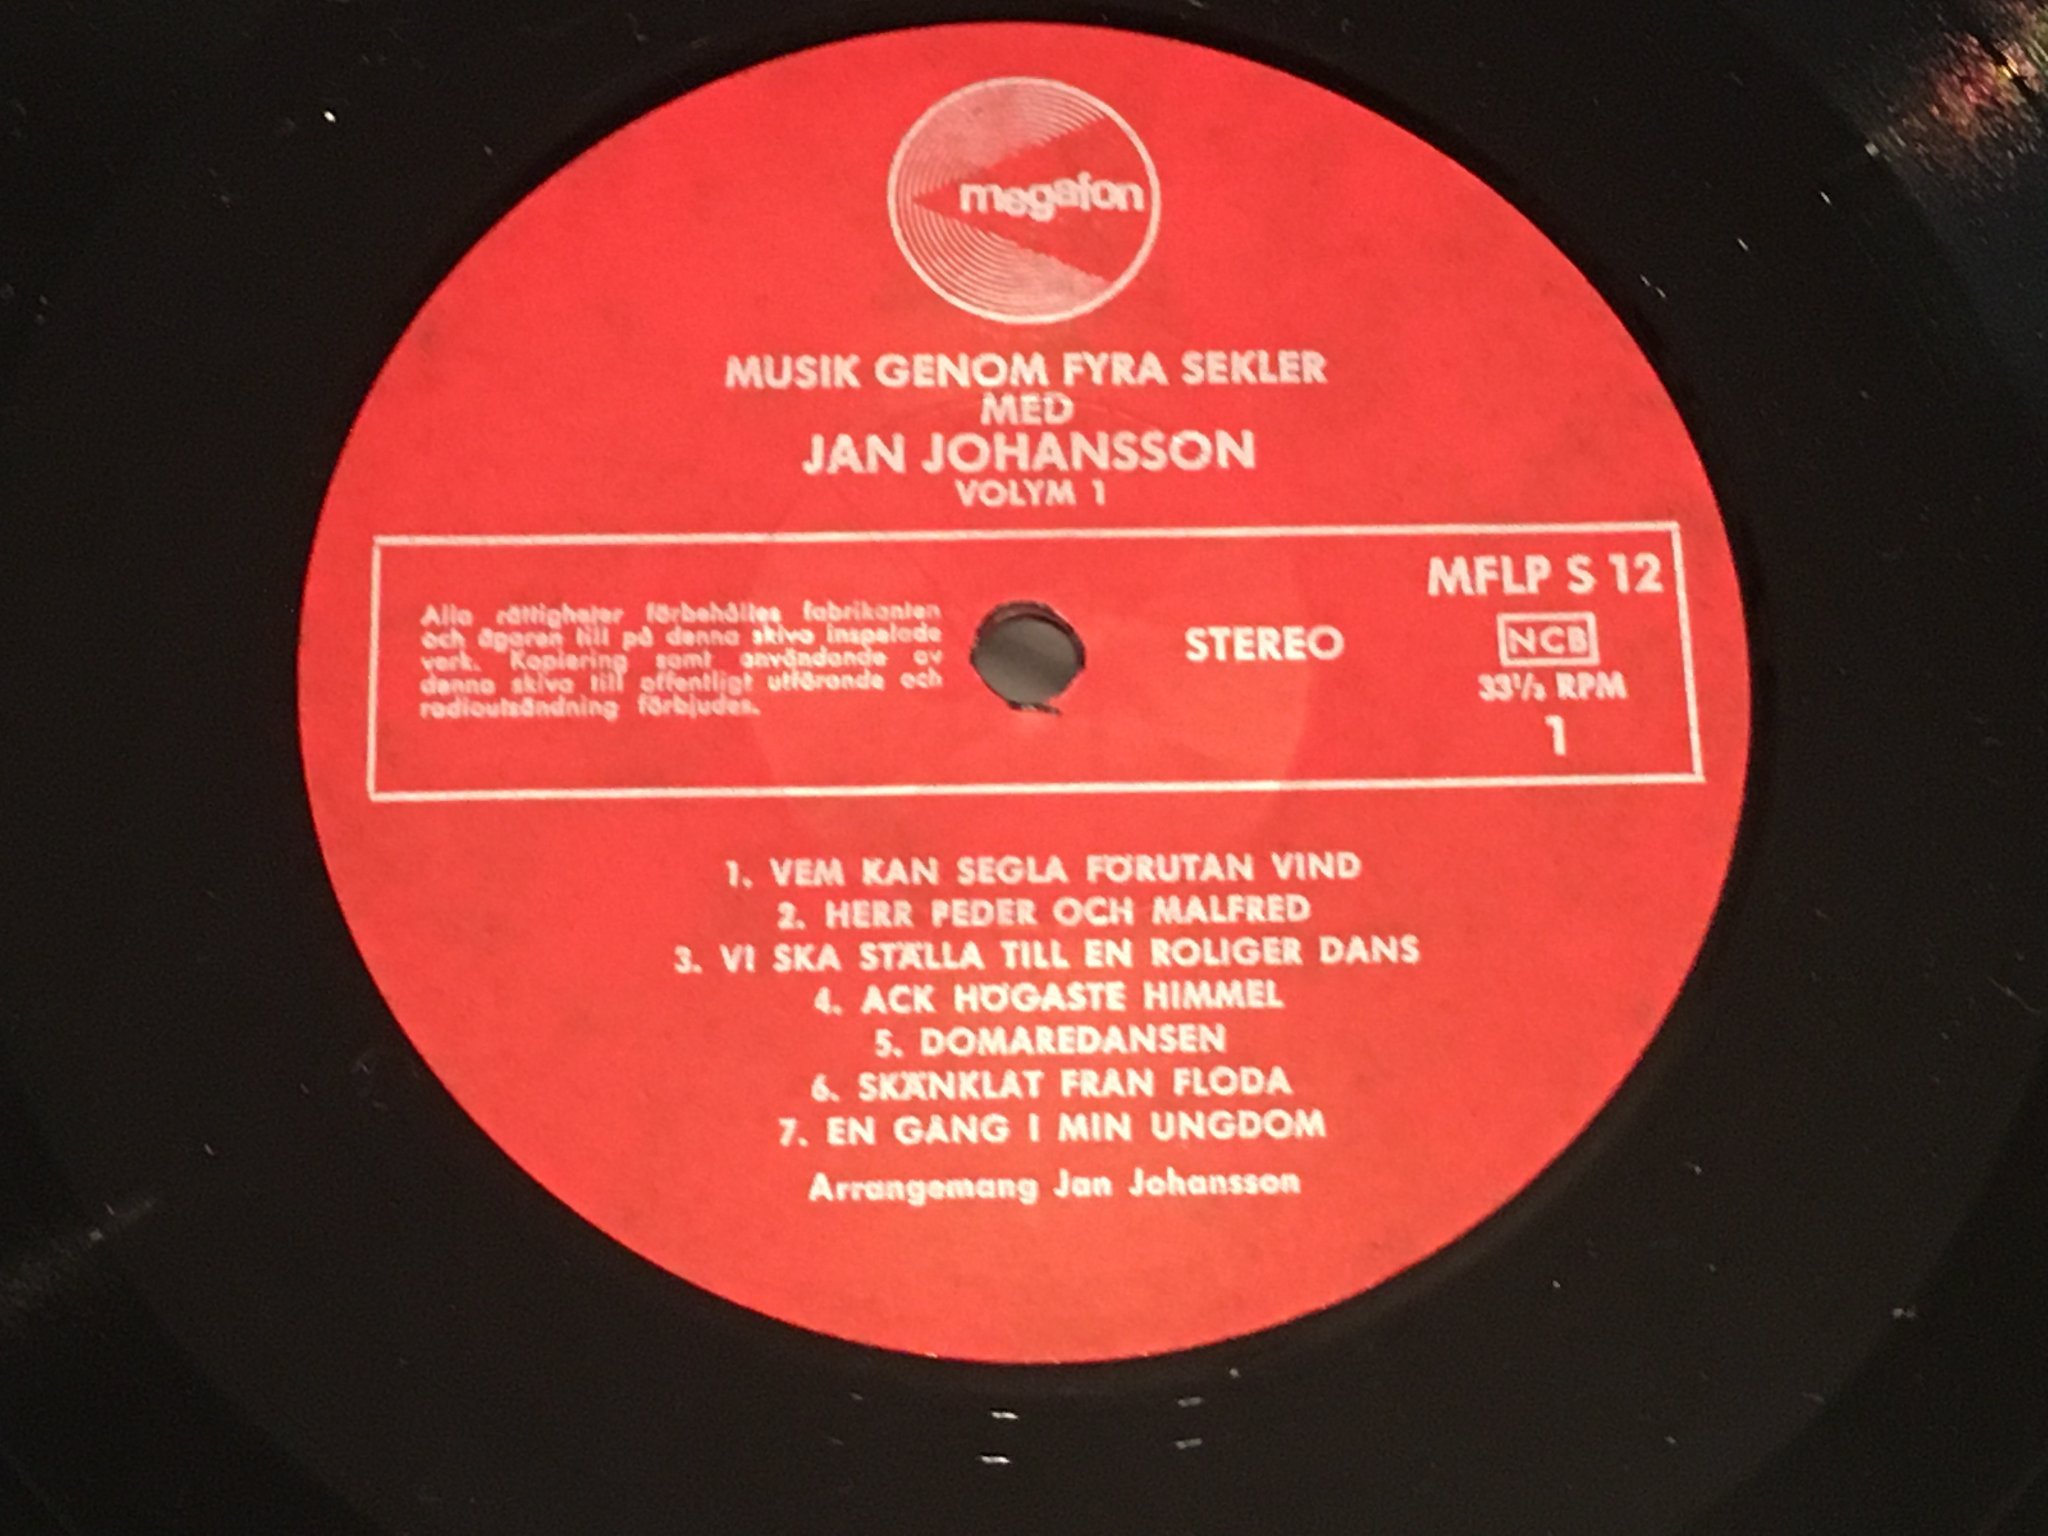 megafon
MUSIK GENOM FYRA SEKLER
MED
JAN JOHANSSON
VOLYM 1
Alla rättigheter förbehålles fabrikanten
och ägaren till på denna skiva inspelade
verk. Kopiering samt användande av
denna skiva till offentligt utförande och
radioutsändning förbjudes.
STEREO
MFLP S 12
NCB
33⅓ RPM
1
1. VEM KAN SEGLA FÖRUTAN VIND
2. HERR PEDER OCH MALFRED
3. VI SKA STÄLLA TILL EN ROLIGER DANS
4. ACK HÖGASTE HIMMEL
5. DOMAREDANSEN
6. SKÄNKLÅT FRÅN FLODA
7. EN GÅNG I MIN UNGDOM
Arrangemang Jan Johansson